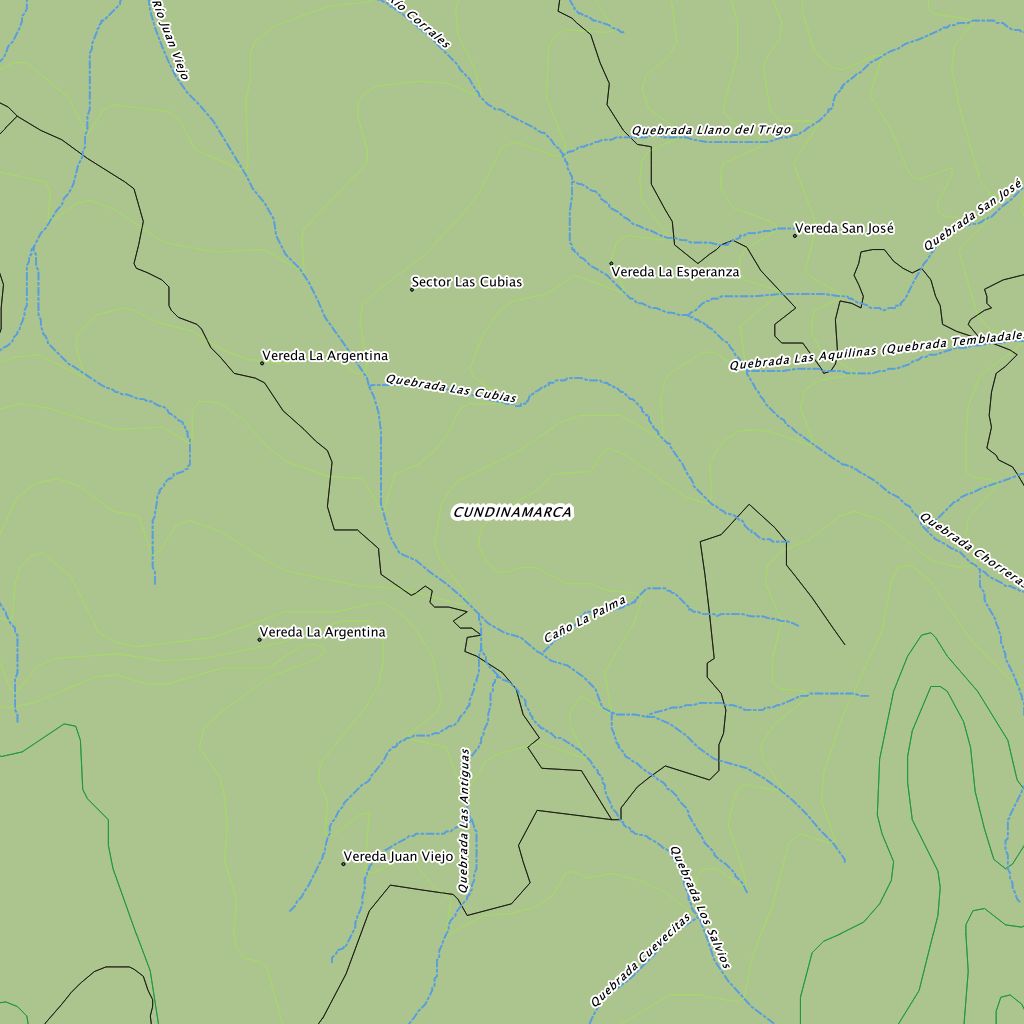 Río Juan Viejo
Río Corrales
Quebrada Llano del Trigo
Quebrada San José
Vereda San José
Vereda La Esperanza
Sector Las Cubias
Vereda La Argentina
Quebrada Las Aquilinas (Quebrada Tembladale
Quebrada Las Cubias
CUNDINAMARCA
Quebrada Chorreras
Caño La Palma
Vereda La Argentina
Quebrada Las Antiguas
Vereda Juan Viejo
Quebrada Los Salvios
Quebrada Cuevecitas